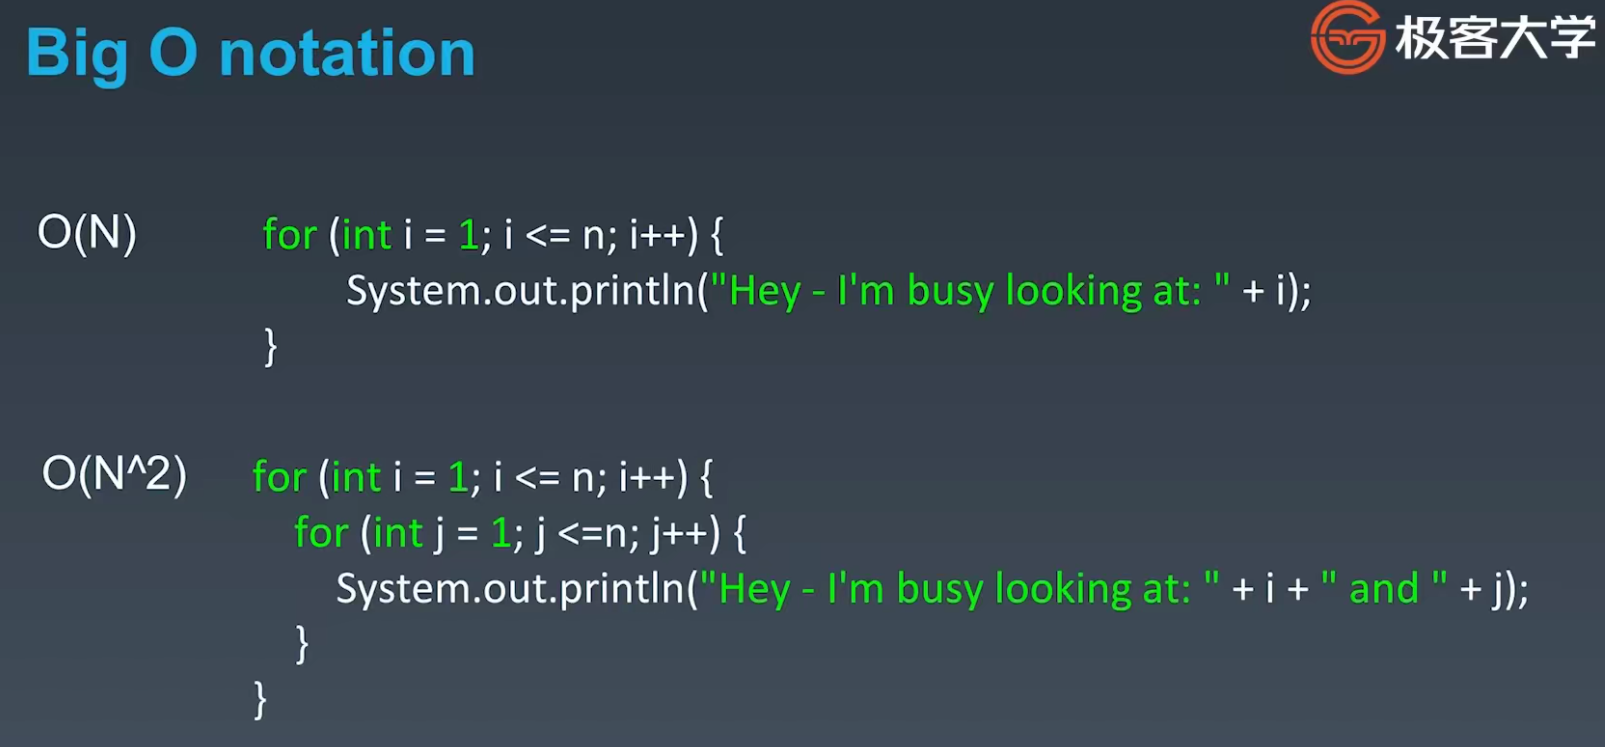 Big O notation
极客大学
O(N)
for (int i = 1; i <= n; i++) {
System.out.println("Hey - I'm busy looking at: " + i);
}
O(N^2)
for (int i = 1; i <= n; i++) {
for (int j = 1; j <=n; j++) {
System.out.println("Hey - I'm busy looking at: " + i + " and " + j);
}
}